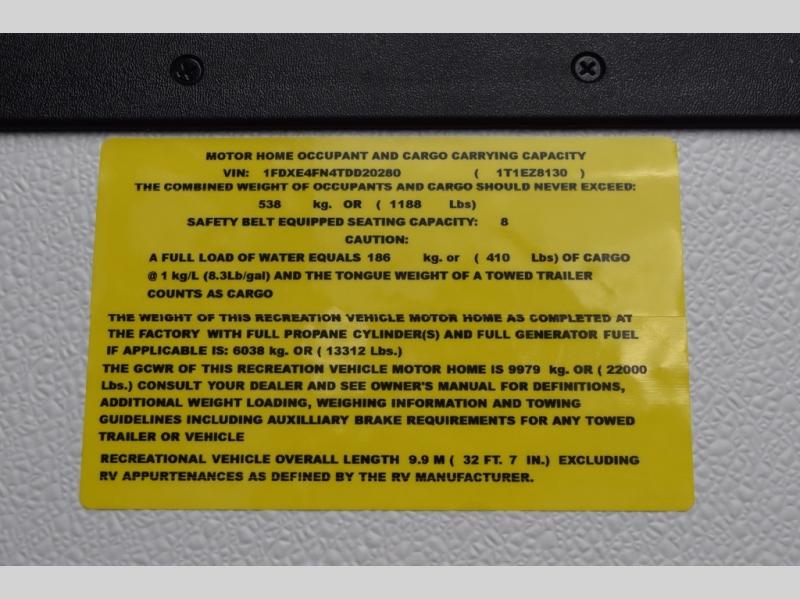 MOTOR HOME OCCUPANT AND CARGO CARRYING CAPACITY
VIN: 1FDXE4FN4TDD20280 ( 1T1EZ8130 )
THE COMBINED WEIGHT OF OCCUPANTS AND CARGO SHOULD NEVER EXCEED:
538 kg. OR ( 1188 Lbs)
SAFETY BELT EQUIPPED SEATING CAPACITY: 8
CAUTION:
A FULL LOAD OF WATER EQUALS 186 kg. or ( 410 Lbs) OF CARGO
@ 1 kg/L (8.3Lb/gal) AND THE TONGUE WEIGHT OF A TOWED TRAILER
COUNTS AS CARGO
THE WEIGHT OF THIS RECREATION VEHICLE MOTOR HOME AS COMPLETED AT
THE FACTORY WITH FULL PROPANE CYLINDER(S) AND FULL GENERATOR FUEL
IF APPLICABLE IS: 6038 kg. OR ( 13312 Lbs.)
THE GCWR OF THIS RECREATION VEHICLE MOTOR HOME IS 9979 kg. OR ( 22000
Lbs.) CONSULT YOUR DEALER AND SEE OWNER'S MANUAL FOR DEFINITIONS,
ADDITIONAL WEIGHT LOADING, WEIGHING INFORMATION AND TOWING
GUIDELINES INCLUDING AUXILLIARY BRAKE REQUIREMENTS FOR ANY TOWED
TRAILER OR VEHICLE
RECREATIONAL VEHICLE OVERALL LENGTH 9.9 M ( 32 FT. 7 IN.) EXCLUDING
RV APPURTENANCES AS DEFINED BY THE RV MANUFACTURER.